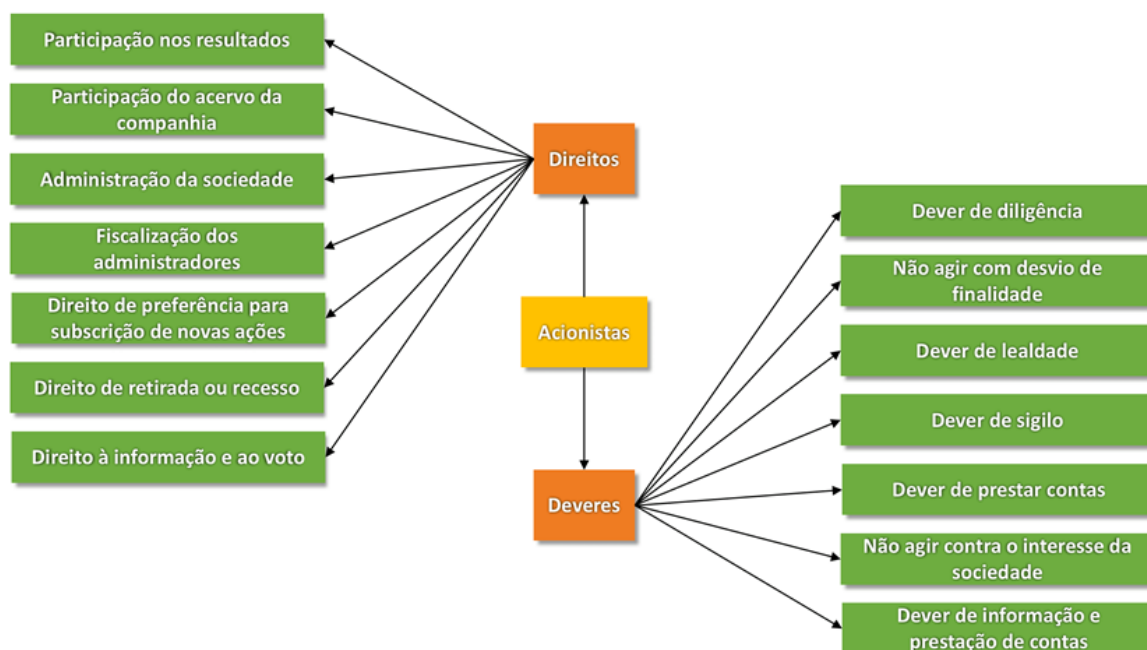 Participação nos resultados
Participação do acervo da
companhia
Administração da sociedade
Fiscalização dos
administradores
Direito de preferência para
subscrição de novas ações
Direito de retirada ou recesso
Direito à informação e ao voto
Direitos
Acionistas
Deveres
Dever de diligência
Não agir com desvio de
finalidade
Dever de lealdade
Dever de sigilo
Dever de prestar contas
Não agir contra o interesse da
sociedade
Dever de informação e
prestação de contas